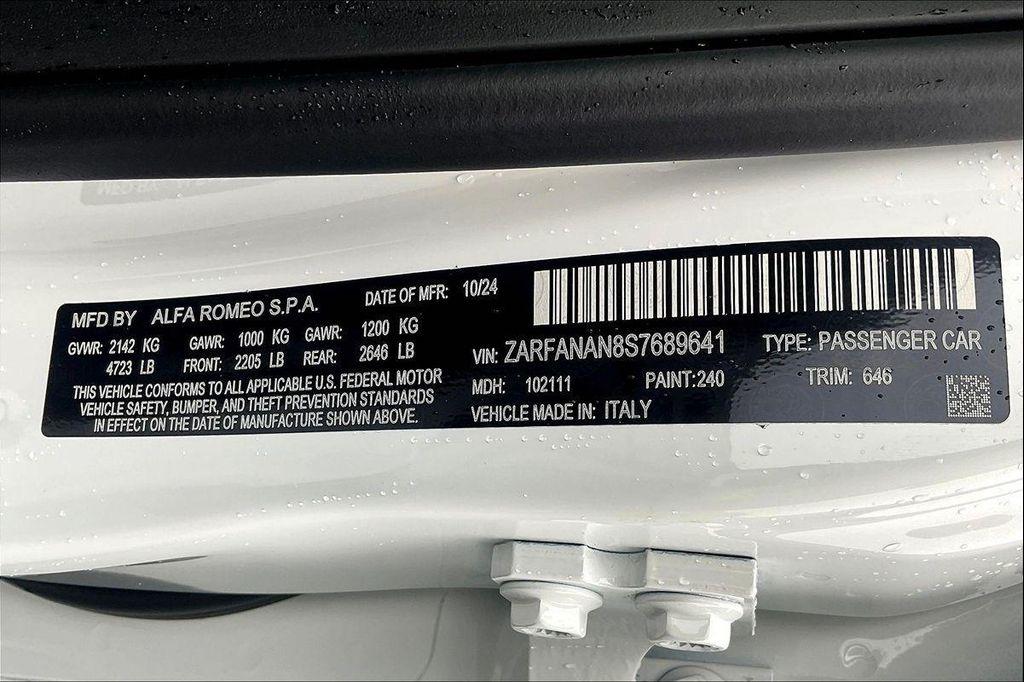 MFD BY ALFA ROMEO S.P.A. DATE OF MFR: 10/24
GVWR: 2142 KG GAWR: 1000 KG GAWR: 1200 KG
4723 LB FRONT: 2205 LB REAR: 2646 LB
THIS VEHICLE CONFORMS TO ALL APPLICABLE U.S. FEDERAL MOTOR
VEHICLE SAFETY, BUMPER, AND THEFT PREVENTION STANDARDS
IN EFFECT ON THE DATE OF MANUFACTURE SHOWN ABOVE.
VIN: ZARFANAN8S7689641 TYPE: PASSENGER CAR
MDH: 102111 PAINT:240 TRIM: 646
VEHICLE MADE IN: ITALY